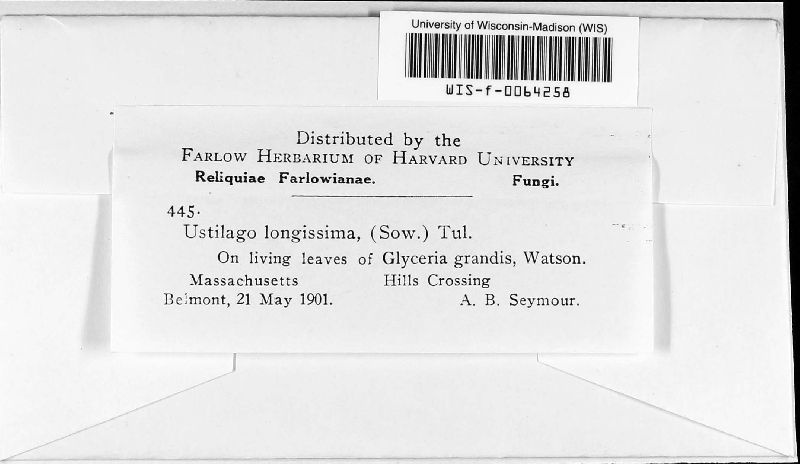 University of Wisconsin-Madison (WIS)
WIS-f-0064258
Distributed by the
FARLOW HERBARIUM OF HARVARD UNIVERSITY
Reliquiae Farlowianae. Fungi.
445.
Ustilago longissima, (Sow.) Tul.
On living leaves of Glyceria grandis, Watson.
Massachusetts Hills Crossing
Belmont, 21 May 1901. A. B. Seymour.